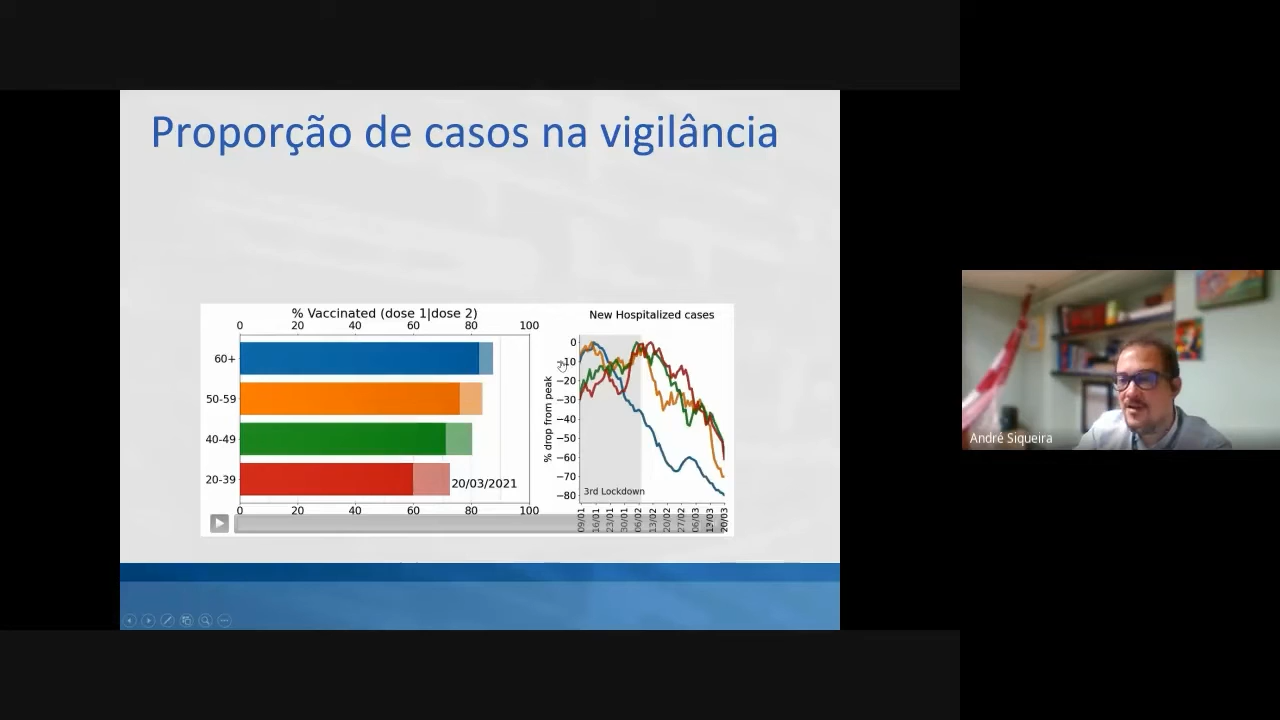 Proporção de casos na vigilância
% Vaccinated (dose 1|dose 2)
0 20 40 60 80 100
60+
50-59
40-49
20-39
20/03/2021
0 20 40 60 80 100
New Hospitalized cases
% drop from peak
0
−10
−20
−30
−40
−50
−60
−70
−80
3rd Lockdown
09/01 16/01 23/01 30/01 06/02 13/02 20/02 27/02 06/03 13/03 20/03
André Siqueira